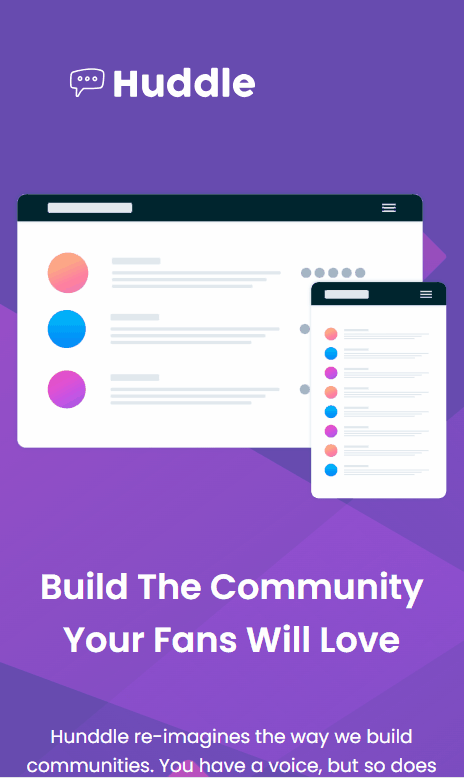 Huddle
Build The Community
Your Fans Will Love
Hunddle re-imagines the way we build
communities. You have a voice, but so does